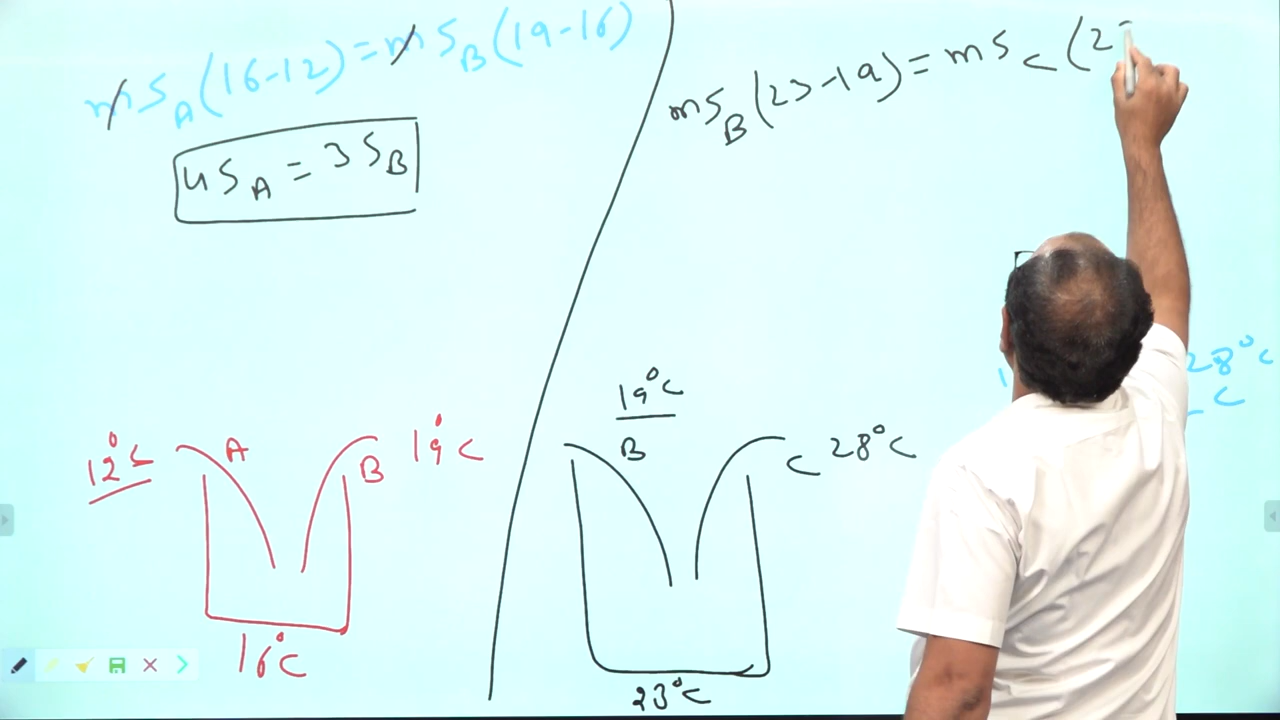 mS_A(16-12)=mS_B(19-16)
4S_A = 3S_B
mS_B(23-19) = mS_C(2
12°C A B 19°C
16°C
19°C
B C 28°C
23°C
28°C
C